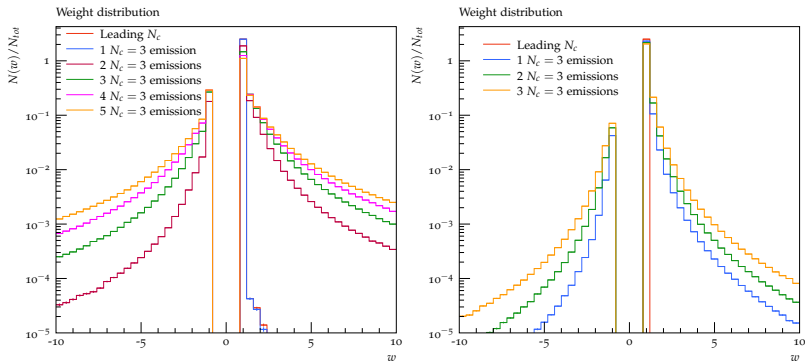 Weight distribution
N(w)/N_tot
Leading N_c
1 N_c = 3 emission
2 N_c = 3 emissions
3 N_c = 3 emissions
4 N_c = 3 emissions
5 N_c = 3 emissions
1
10^-1
10^-2
10^-3
10^-4
10^-5
-10 -5 0 5 10
w
Weight distribution
N(w)/N_tot
Leading N_c
1 N_c = 3 emission
2 N_c = 3 emissions
3 N_c = 3 emissions
1
10^-1
10^-2
10^-3
10^-4
10^-5
-10 -5 0 5 10
w